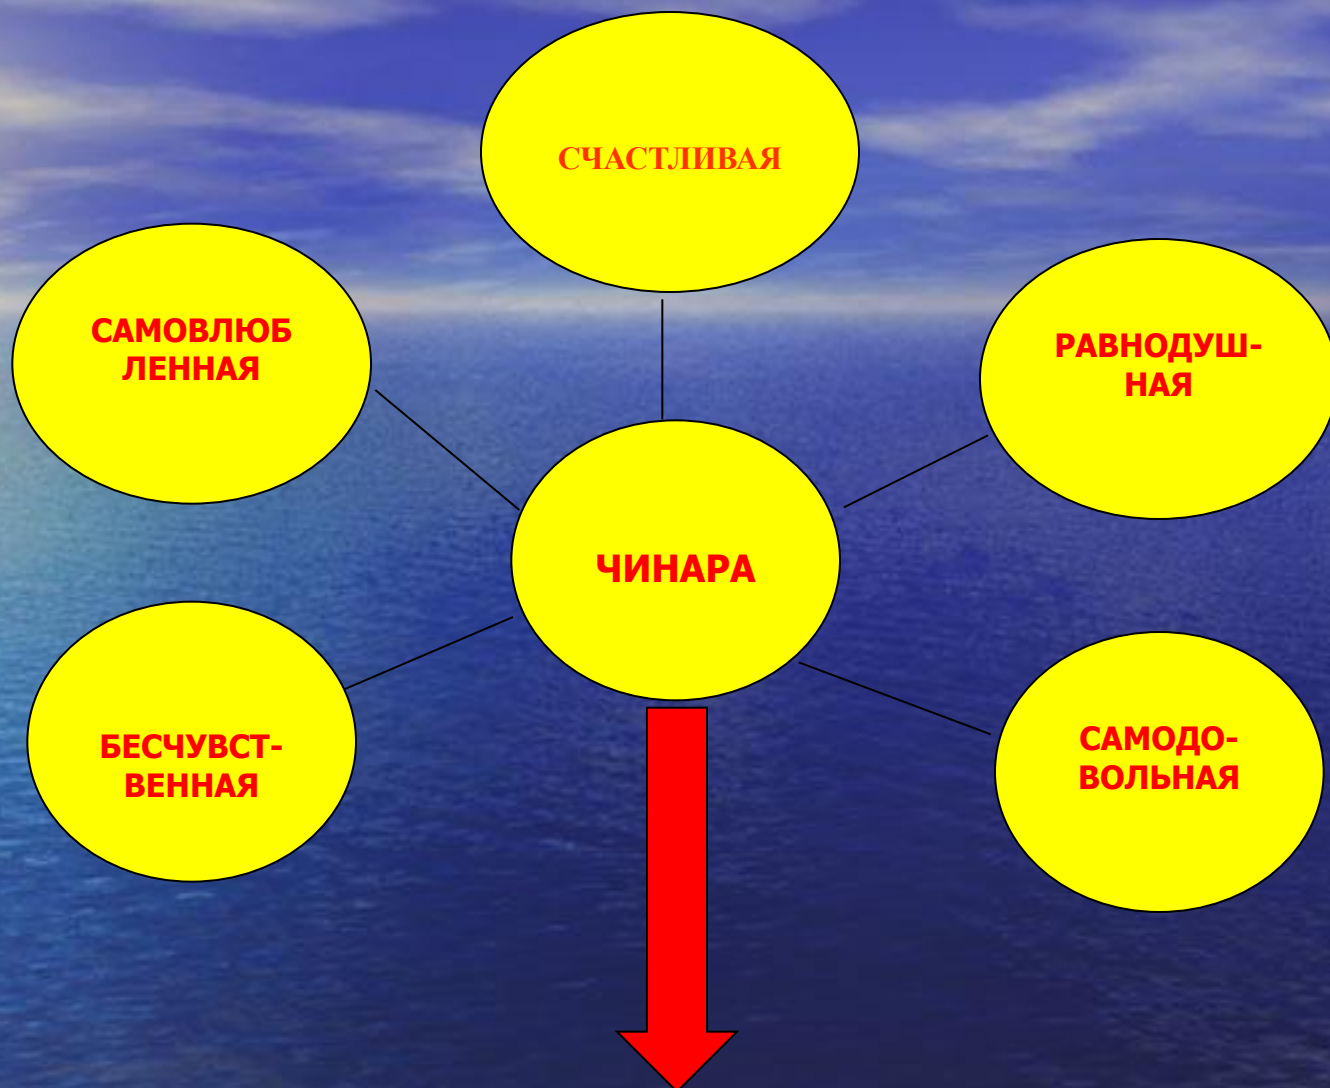 СЧАСТЛИВАЯ
САМОВЛЮБ
ЛЕННАЯ
РАВНОДУШ-
НАЯ
ЧИНАРА
БЕСЧУВСТ-
ВЕННАЯ
САМОДО-
ВОЛЬНАЯ